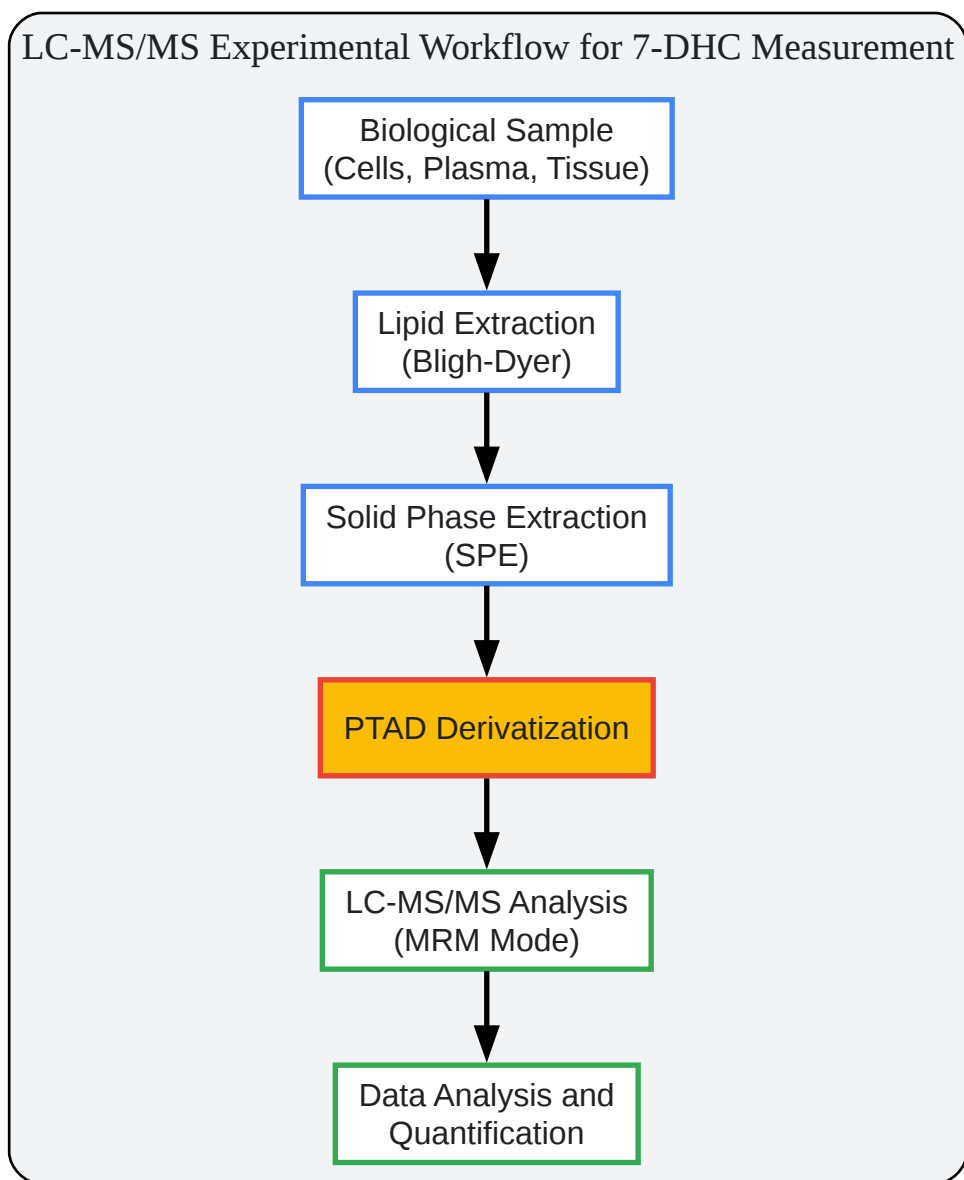 LC-MS/MS Experimental Workflow for 7-DHC Measurement
Biological Sample
(Cells, Plasma, Tissue)
Lipid Extraction
(Bligh-Dyer)
Solid Phase Extraction
(SPE)
PTAD Derivatization
LC-MS/MS Analysis
(MRM Mode)
Data Analysis and
Quantification